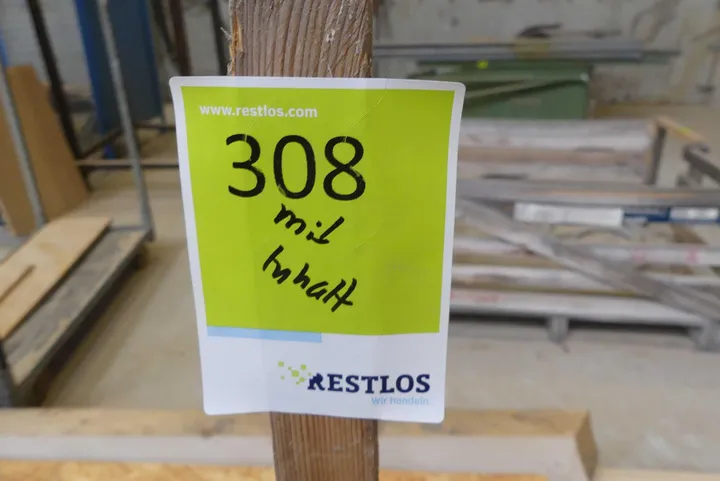 www.restlos.com
308
mit
Inhalt
RESTLOS
wir handeln.